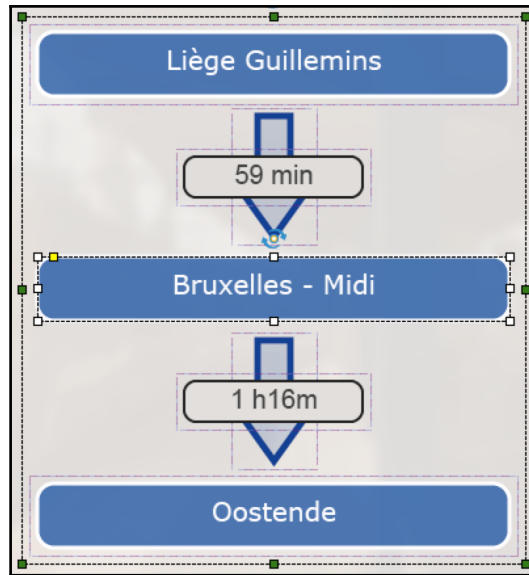 Liège Guillemins
59 min
Bruxelles - Midi
1 h16m
Oostende